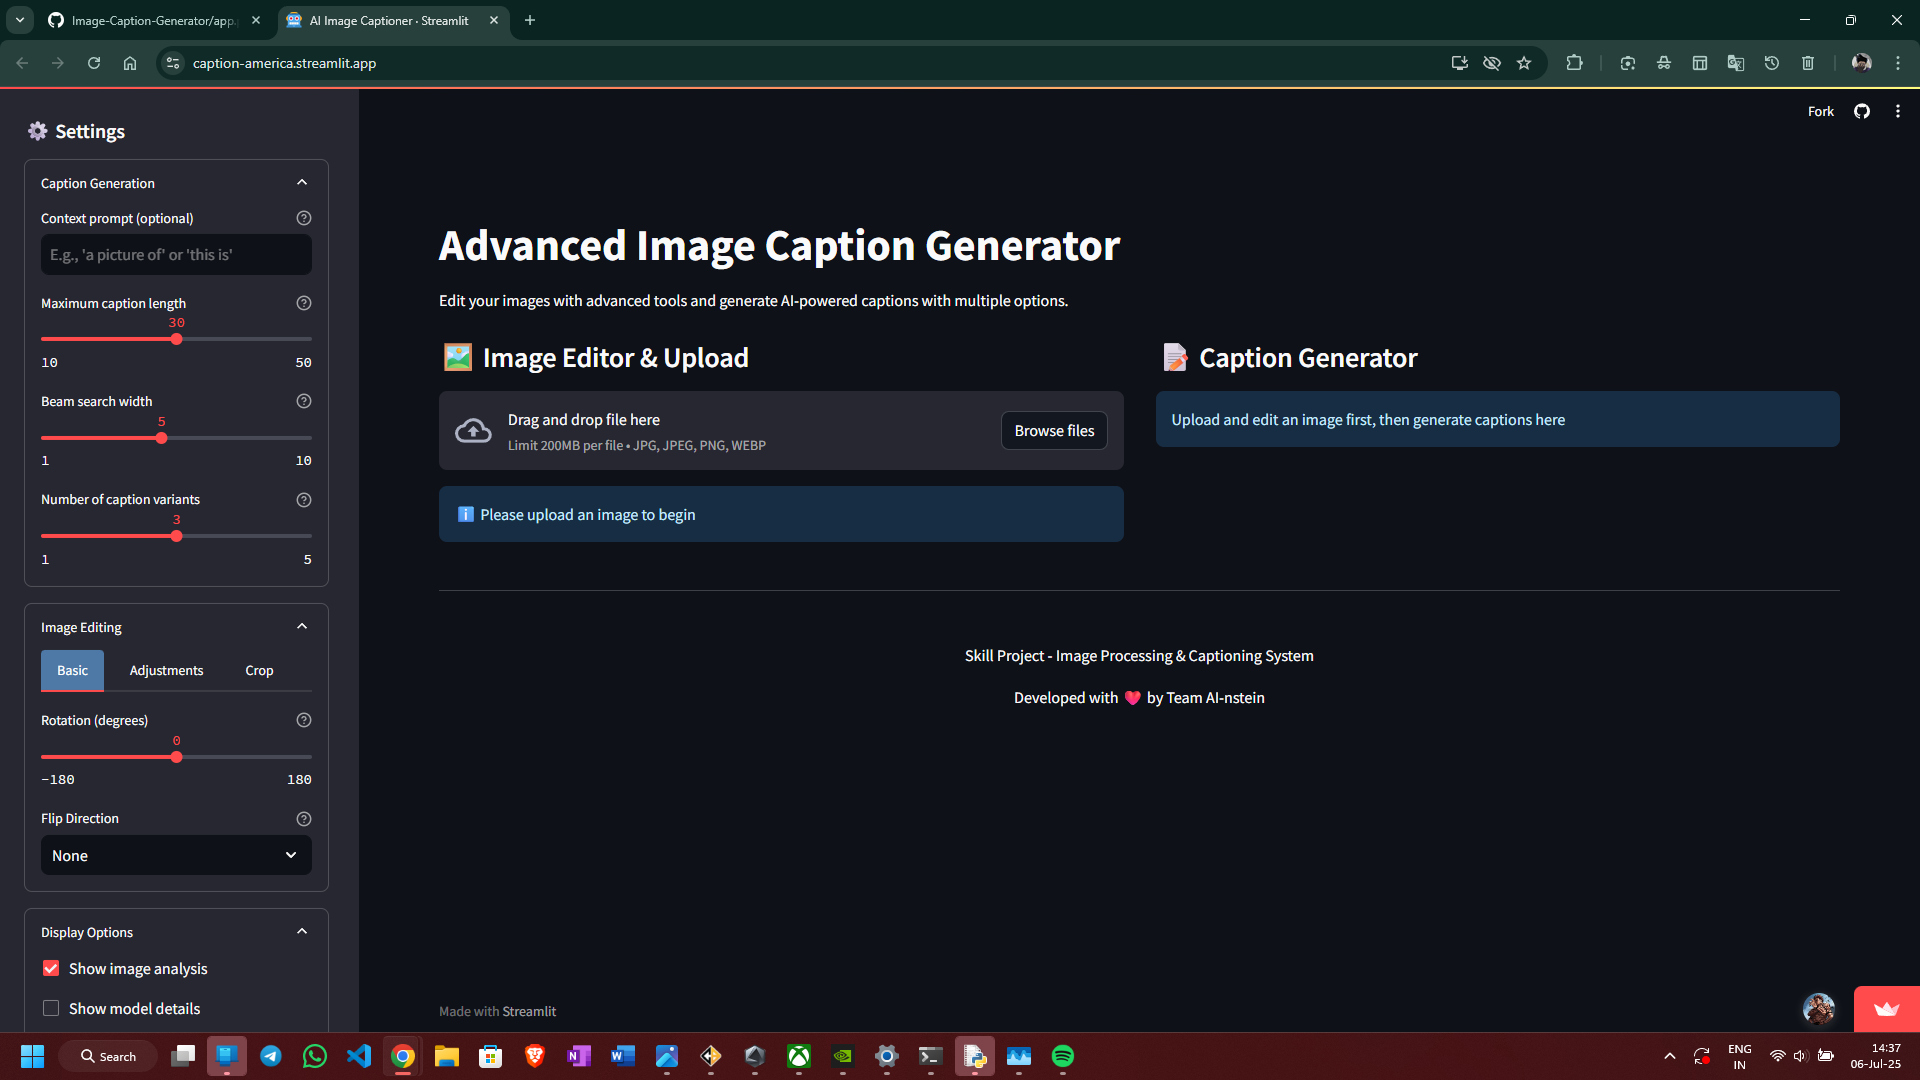 Image-Caption-Generator/app.
AI Image Captioner · Streamlit
caption-america.streamlit.app
Fork
Settings
Caption Generation
Context prompt (optional)
E.g., 'a picture of' or 'this is'
Maximum caption length
30
10 50
Beam search width
5
1 10
Number of caption variants
3
1 5
Image Editing
Basic Adjustments Crop
Rotation (degrees)
0
-180 180
Flip Direction
None
Display Options
Show image analysis
Show model details
Advanced Image Caption Generator
Edit your images with advanced tools and generate AI-powered captions with multiple options.
Image Editor & Upload
Drag and drop file here
Limit 200MB per file • JPG, JPEG, PNG, WEBP
Browse files
Please upload an image to begin
Caption Generator
Upload and edit an image first, then generate captions here
Skill Project - Image Processing & Captioning System
Developed with ❤ by Team AI-nstein
Made with Streamlit
Search
ENG
IN
14:37
06-Jul-25